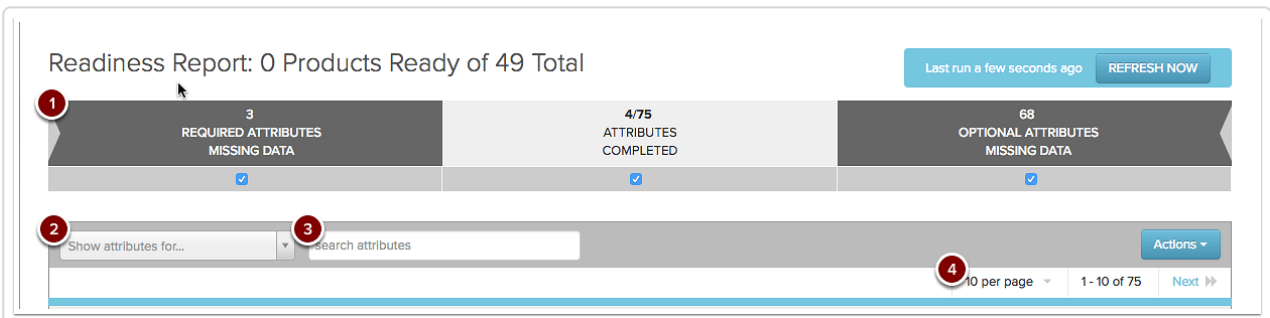 Readiness Report: 0 Products Ready of 49 Total
Last run a few seconds ago REFRESH NOW
1
3
REQUIRED ATTRIBUTES
MISSING DATA
4/75
ATTRIBUTES
COMPLETED
68
OPTIONAL ATTRIBUTES
MISSING DATA
2
Show attributes for...
3
search attributes
Actions
4
10 per page
1 - 10 of 75
Next